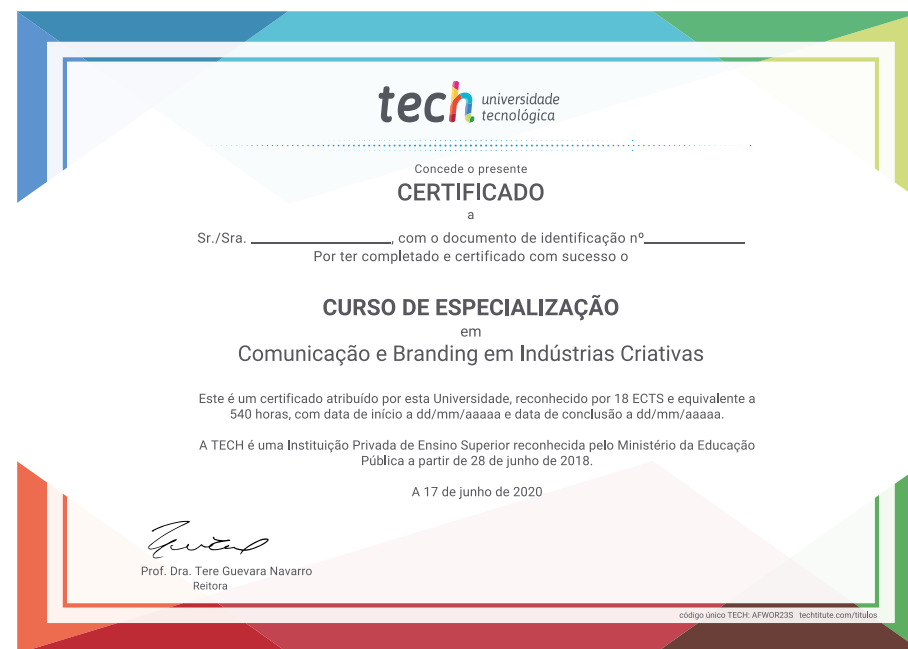 tech universidade
tecnológica
Concede o presente
CERTIFICADO
a
Sr./Sra. ________________, com o documento de identificação nº____________
Por ter completado e certificado com sucesso o
CURSO DE ESPECIALIZAÇÃO
em
Comunicação e Branding em Indústrias Criativas
Este é um certificado atribuído por esta Universidade, reconhecido por 18 ECTS e equivalente a
540 horas, com data de início a dd/mm/aaaaa e data de conclusão a dd/mm/aaaaa.
A TECH é uma Instituição Privada de Ensino Superior reconhecida pelo Ministério da Educação
Pública a partir de 28 de junho de 2018.
A 17 de junho de 2020
Prof. Dra. Tere Guevara Navarro
Reitora
código único TECH: AFWOR23S techtitute.com/titulos